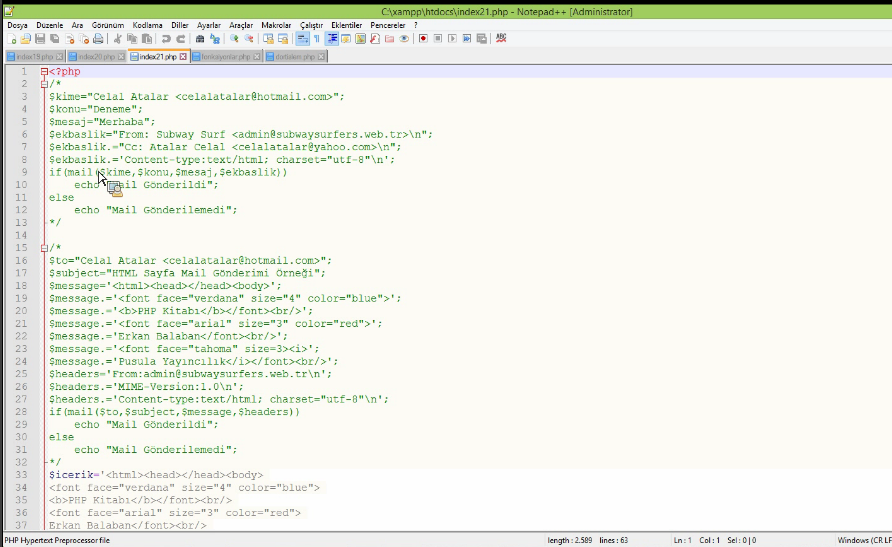 C:\xampp\htdocs\index21.php - Notepad++ [Administrator]
Dosya Düzenle Ara Görünüm Kodlama Diller Ayarlar Araçlar Makrolar Çalıştır Eklentiler Pencereler ?
index19.php index20.php index21.php fonksiyonlar.php
1 <?php
2 /*
3 $kime="Celal Atalar <celalatalar@hotmail.com>";
4 $konu="Deneme";
5 $mesaj="Merhaba";
6 $ekbaslik="From: Subway Surf <admin@subwaysurfers.web.tr>\n";
7 $ekbaslik.="Cc: Atalar Celal <celalatalar@yahoo.com>\n";
8 $ekbaslik.='Content-type:text/html; charset="utf-8"\n';
9 if(mail($kime,$konu,$mesaj,$ekbaslik))
10 echo ail Gönderildi";
11 else
12 echo "Mail Gönderilemedi";
13 */
14
15 /*
16 $to="Celal Atalar <celalatalar@hotmail.com>";
17 $subject="HTML Sayfa Mail Gönderimi Örneği";
18 $message='<html><head></head><body>';
19 $message.='<font face="verdana" size="4" color="blue">';
20 $message.='<b>PHP Kitabı</b></font><br/>';
21 $message.='<font face="arial" size="3" color="red">';
22 $message.='Erkan Balaban</font><br/>';
23 $message.='<font face="tahoma" size=3><i>';
24 $message.='Pusula Yayıncılık</i></font><br/>';
25 $headers='From:admin@subwaysurfers.web.tr\n';
26 $headers.='MIME-Version:1.0\n';
27 $headers.='Content-type:text/html; charset="utf-8"\n';
28 if(mail($to,$subject,$message,$headers))
29 echo "Mail Gönderildi";
30 else
31 echo "Mail Gönderilemedi";
32 */
33 $icerik='<html><head></head><body>
34 <font face="verdana" size="4" color="blue">
35 <b>PHP Kitabı</b></font><br/>
36 <font face="arial" size="3" color="red">
37 Erkan Balaban</font><br/>
PHP Hypertext Preprocessor file length : 2.589 lines : 63 Ln : 1 Col : 1 Sel : 0 | 0 Windows (CR LF